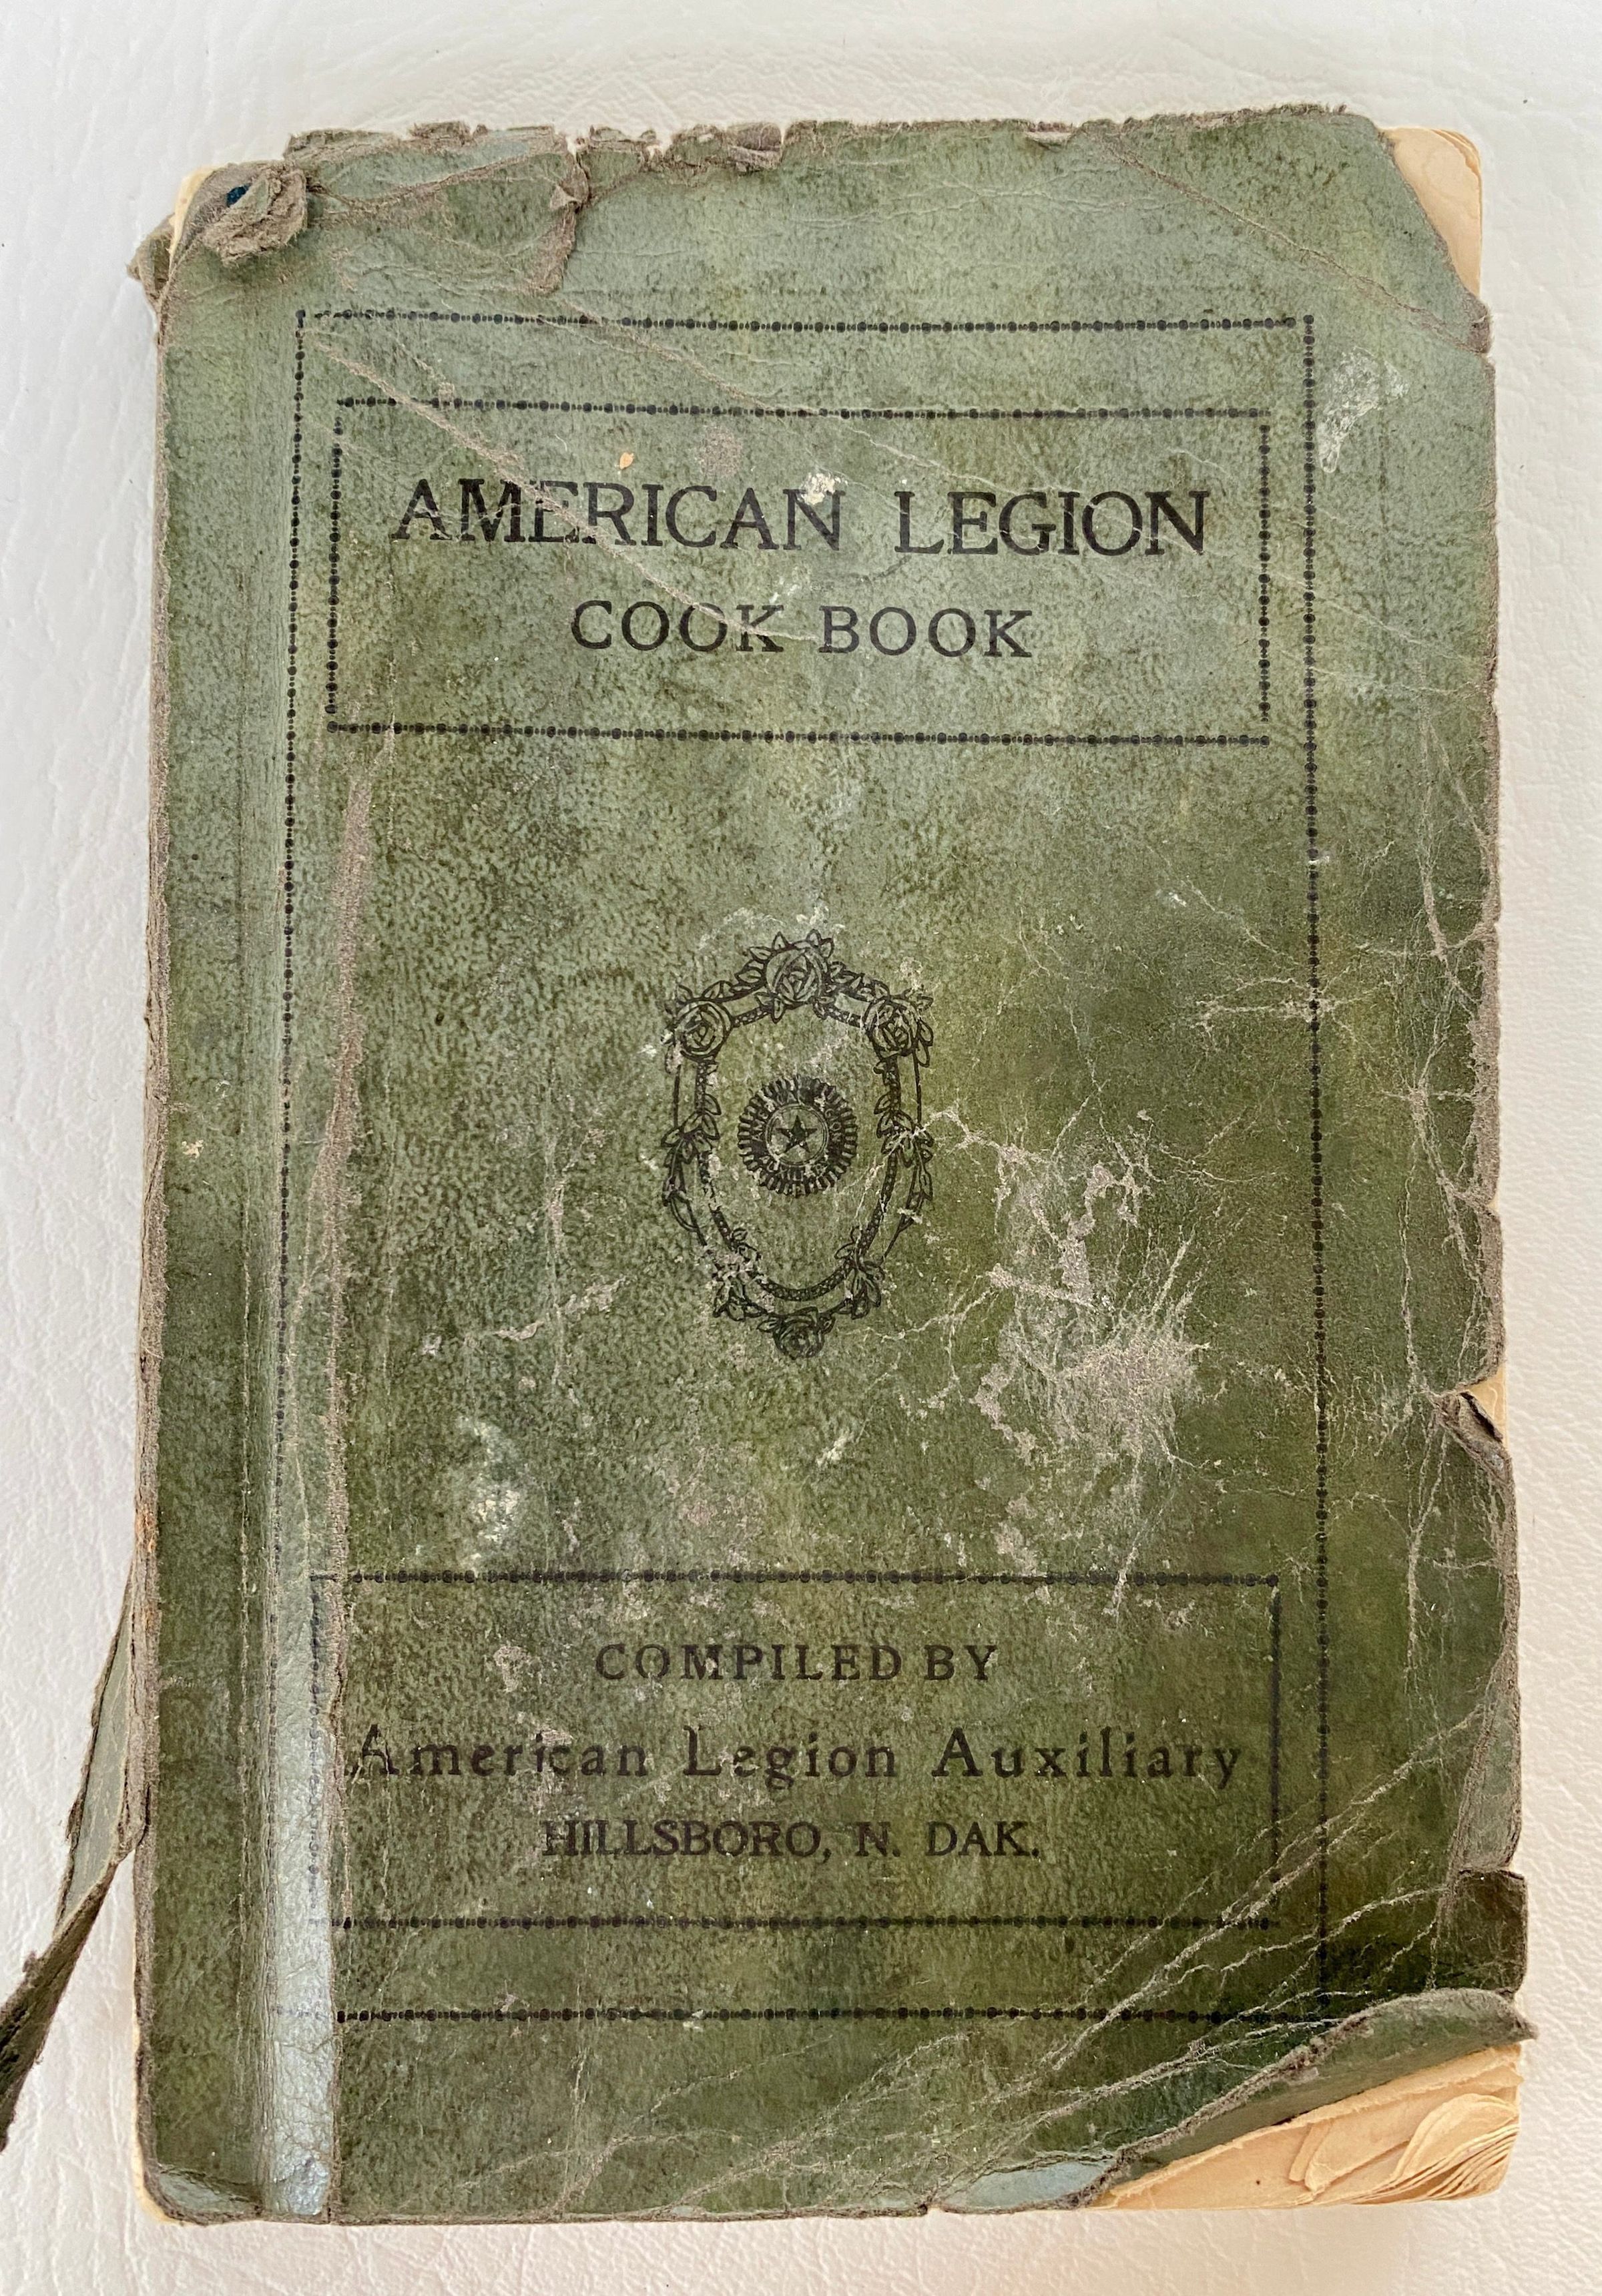 AMERICAN LEGION
COOK BOOK
COMPILED BY
American Legion Auxiliary
HILLSBORO, N. DAK.